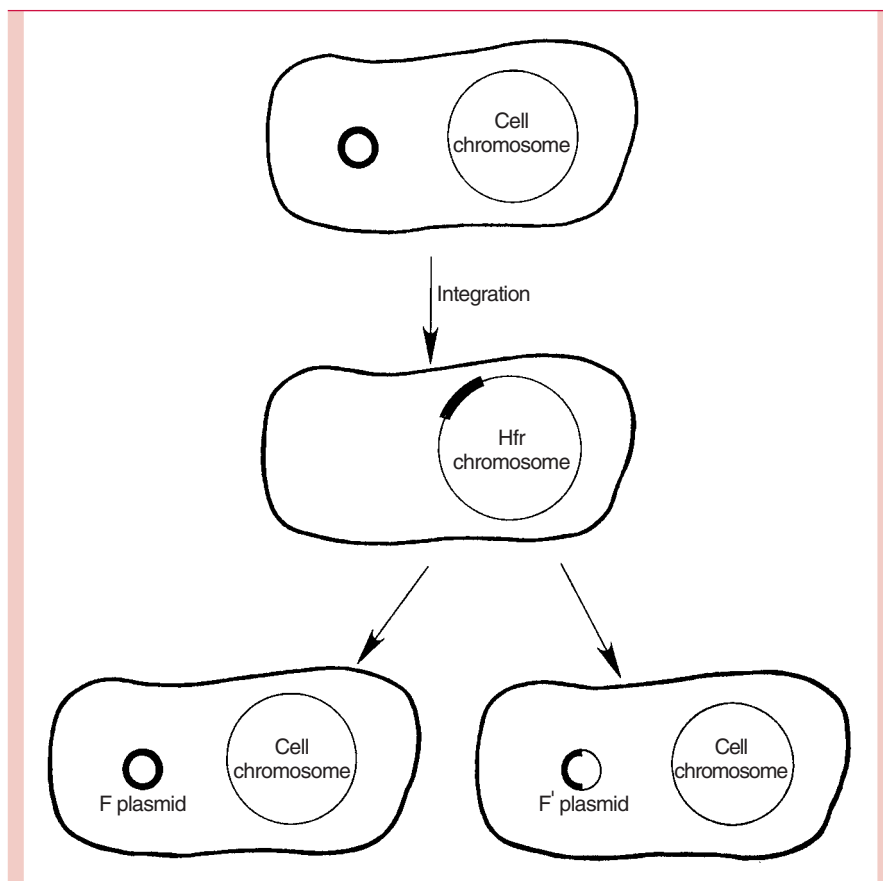 Cell
chromosome
Integration
Hfr
chromosome
Cell
chromosome
F plasmid
Cell
chromosome
F' plasmid